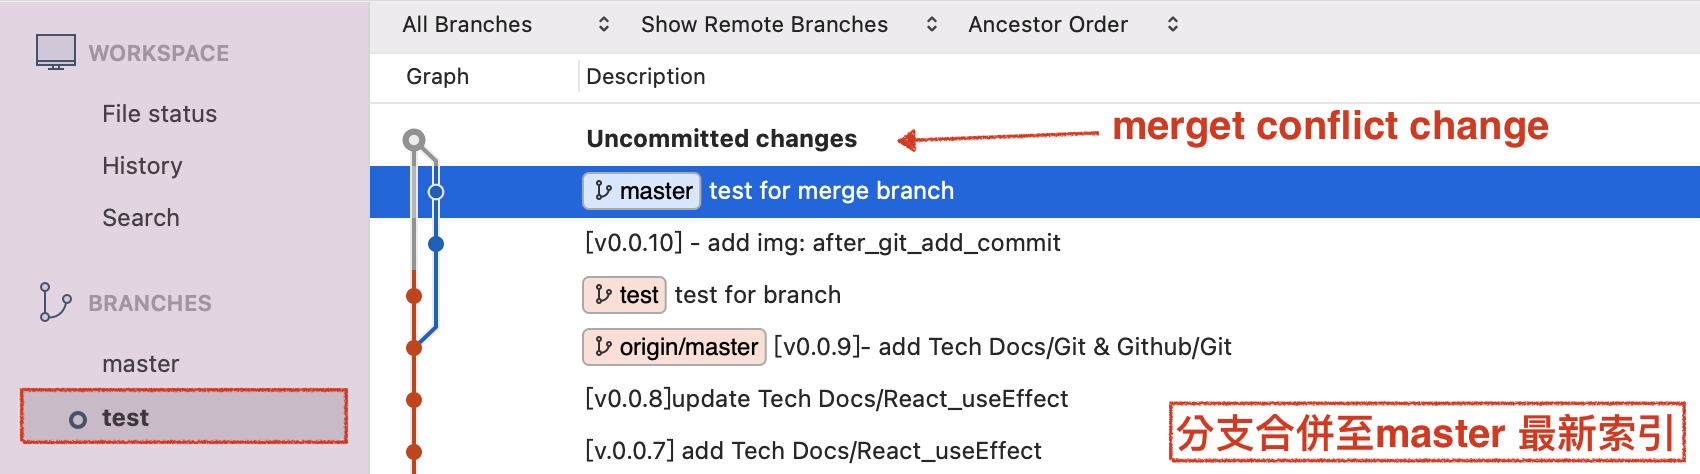 All Branches Show Remote Branches Ancestor Order
WORKSPACE
File status
History
Search
BRANCHES
master
test
Graph Description
Uncommitted changes
merget conflict change
master test for merge branch
[v0.0.10] - add img: after_git_add_commit
test test for branch
origin/master [v0.0.9]- add Tech Docs/Git & Github/Git
[v0.0.8]update Tech Docs/React_useEffect
[v.0.0.7] add Tech Docs/React_useEffect
分支合併至master 最新索引